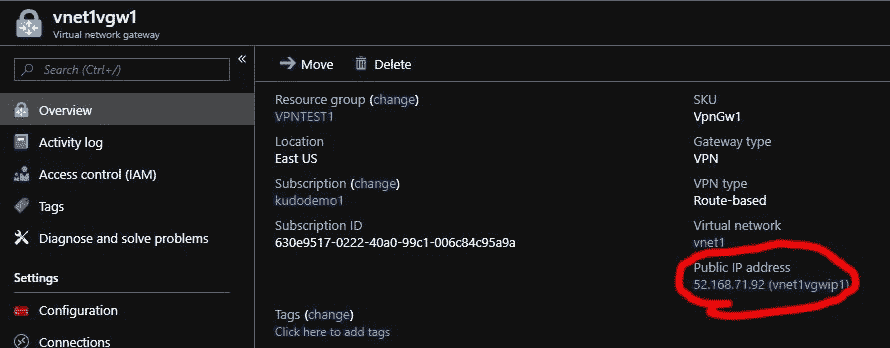 vnet1vgw1
Virtual network gateway
Search (Ctrl+/)
«
Overview
Activity log
Access control (IAM)
Tags
Diagnose and solve problems
Settings
Configuration
Connections
Move Delete
Resource group (change)
VPNTEST1
Location
East US
Subscription (change)
kudodemo1
Subscription ID
630e9517-0222-40a0-99c1-006c84c95a9a
Tags (change)
Click here to add tags
SKU
VpnGw1
Gateway type
VPN
VPN type
Route-based
Virtual network
vnet1
Public IP address
52.168.71.92 (vnet1vgwip1)